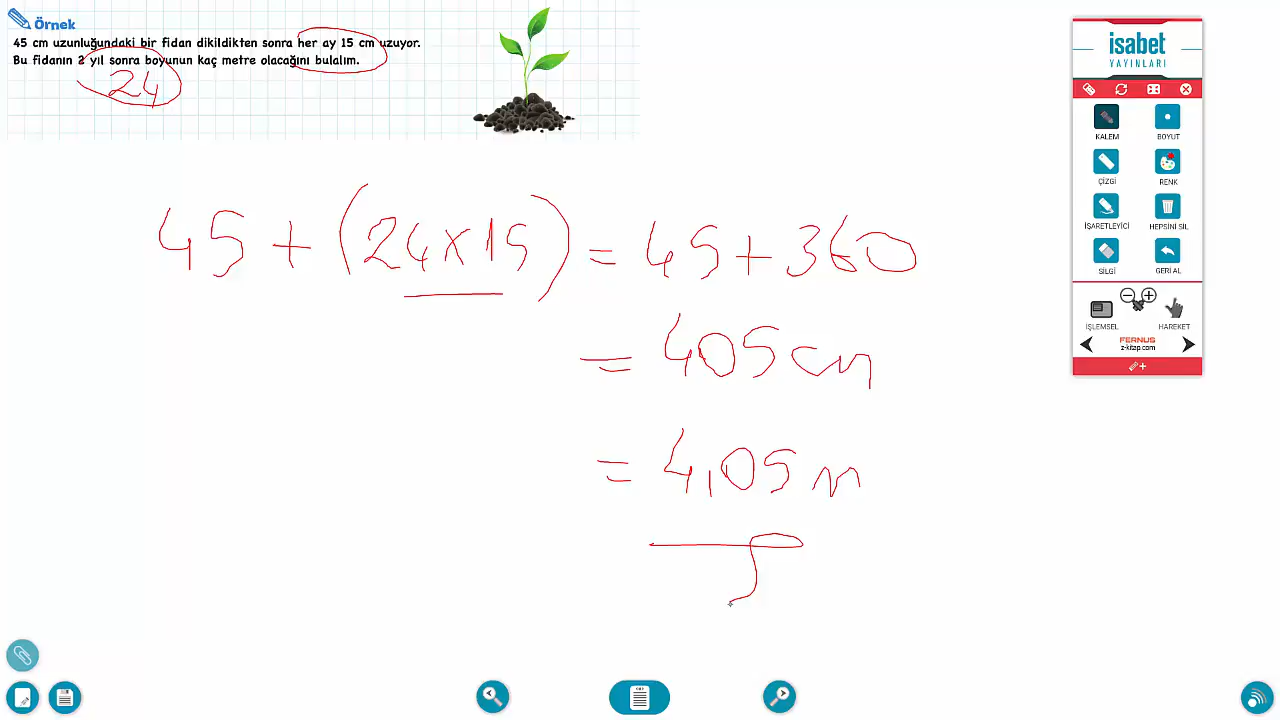 Örnek
45 cm uzunluğundaki bir fidan dikildikten sonra her ay 15 cm uzuyor.
Bu fidanın 2 yıl sonra boyunun kaç metre olacağını bulalım.
24
45 + (24 x 15) = 45 + 360
= 405 cm
= 4,05 m
isabet
YAYINLARI
KALEM
BOYUT
ÇİZGİ
RENK
İŞARETLEYİCİ
HEPSİNİ SİL
SİLGİ
GERİ AL
İŞLEMSEL
HAREKET
FERNUS
z-kitap.com